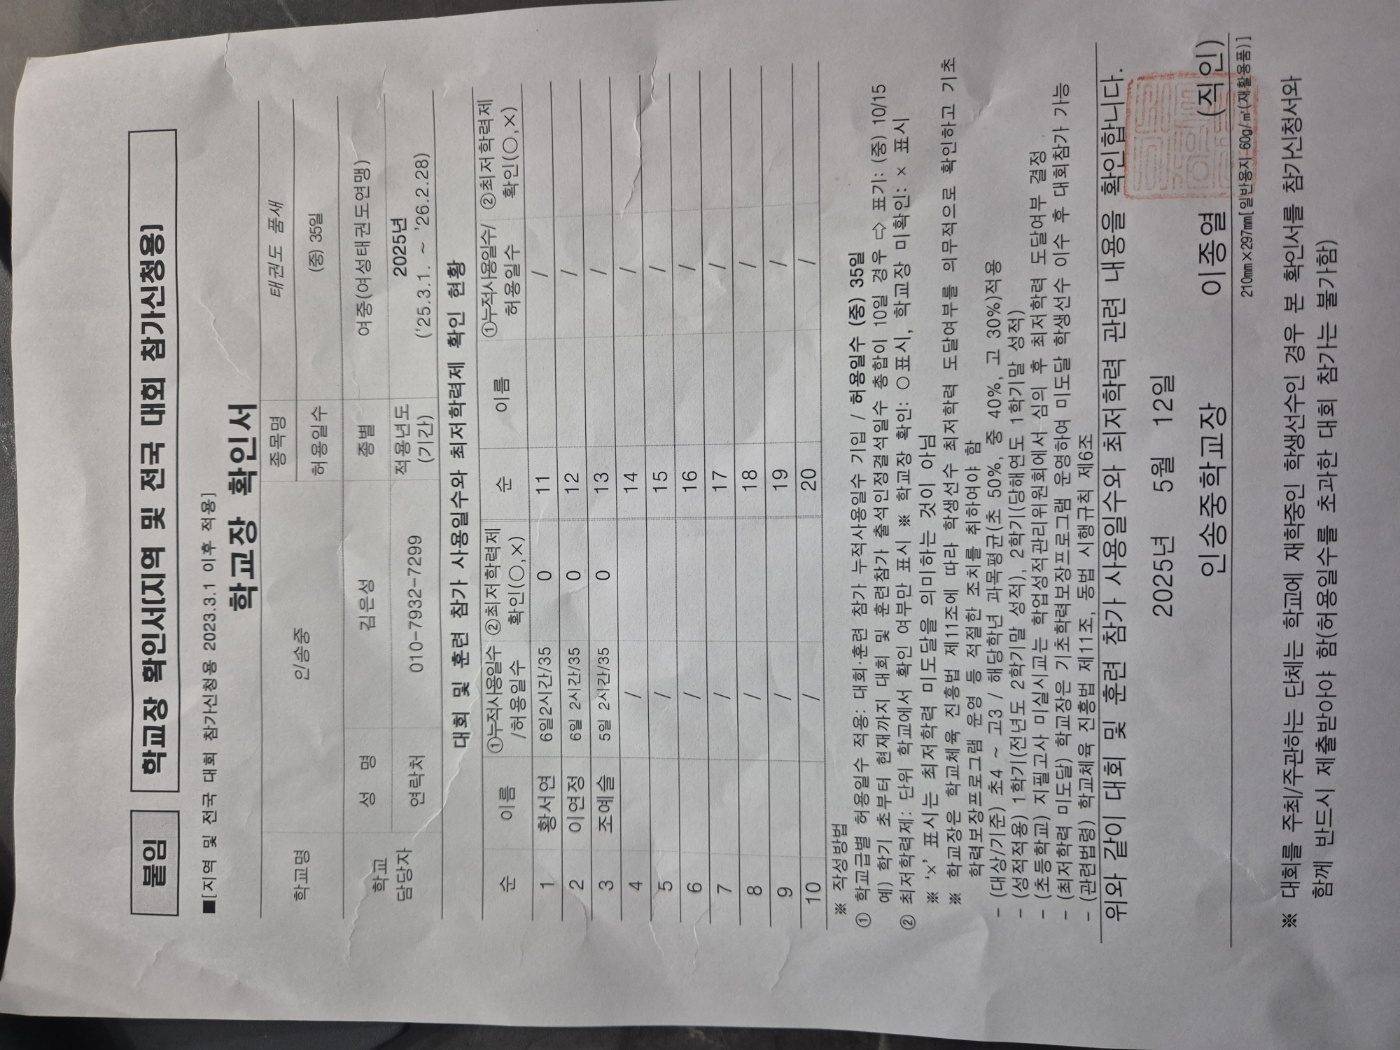 붙임 학교장 확인서(지역 및 전국 대회 참가신청용)
■[지역 및 전국 대회 참가신청용 2023.3.1 이후 적용]
학교장 확인서
학교명 인송중 종목명 태권도 품새
허용일수 (중) 35일
학교 담당자 성 명 김은성 종별 여중(여성태권도연맹)
연락처 010-7932-7299 적용년도 (기간) 2025년 ('25.3.1. ~ '26.2.28)
대회 및 훈련 참가 사용일수와 최저학력제 확인 현황
순 이름 ①누적사용일수/허용일수 ②최저학력제 확인(○,×) 순 이름 ①누적사용일수/허용일수 ②최저학력제 확인(○,×)
1 황서연 6일2시간/35 0 11 /
2 이연정 6일 2시간/35 0 12 /
3 조예슬 5일 2시간/35 0 13 /
4 / 14 /
5 / 15 /
6 / 16 /
7 / 17 /
8 / 18 /
9 / 19 /
10 / 20 /
※ 작성방법
① 학교급별 허용일수 적용: 대회·훈련 참가 누적사용일수 기입 / 허용일수 (중) 35일
예) 학기 초부터 현재까지 대회 및 훈련참가 출석인정결석일수 총합이 10일 경우 ⇨ 표기: (중) 10/15
② 최저학력제: 단위 학교에서 확인 여부만 표시 ※ 학교장 확인: ○표시, 학교장 미확인: × 표시
※ '×' 표시는 최저학력 미도달을 의미하는 것이 아님
※ 학교장은 학교체육 진흥법 제11조에 따라 학생선수 최저학력 도달여부를 의무적으로 확인하고 기초
학력보장프로그램 운영 등 적절한 조치를 취하여야 함
- (대상/기준) 초4 ~ 고3 / 해당학년 과목평균(초 50%, 중 40%, 고 30%)적용
- (성적적용) 1학기(전년도 2학기말 성적), 2학기(당해연도 1학기말 성적)
- (초등학교) 지필고사 미실시교는 학업성적관리위원회에서 심의 후 최저학력 도달여부 결정
- (최저학력 미도달) 학교장은 기초학력보장프로그램 운영하여 미도달 학생선수 이수 후 대회참가 가능
- (관련법령) 학교체육 진흥법 제11조, 동법 시행규칙 제6조
위와 같이 대회 및 훈련 참가 사용일수와 최저학력 관련 내용을 확인합니다.
2025년 5월 12일
인송중학교장 이종열 (직인)
210㎜×297㎜[일반용지 60g/㎡(재활용품)]
※ 대회를 주최/주관하는 단체는 학교에 재학중인 학생선수인 경우 본 확인서를 참가신청서와
함께 반드시 제출받아야 함(허용일수를 초과한 대회 참가는 불가함)